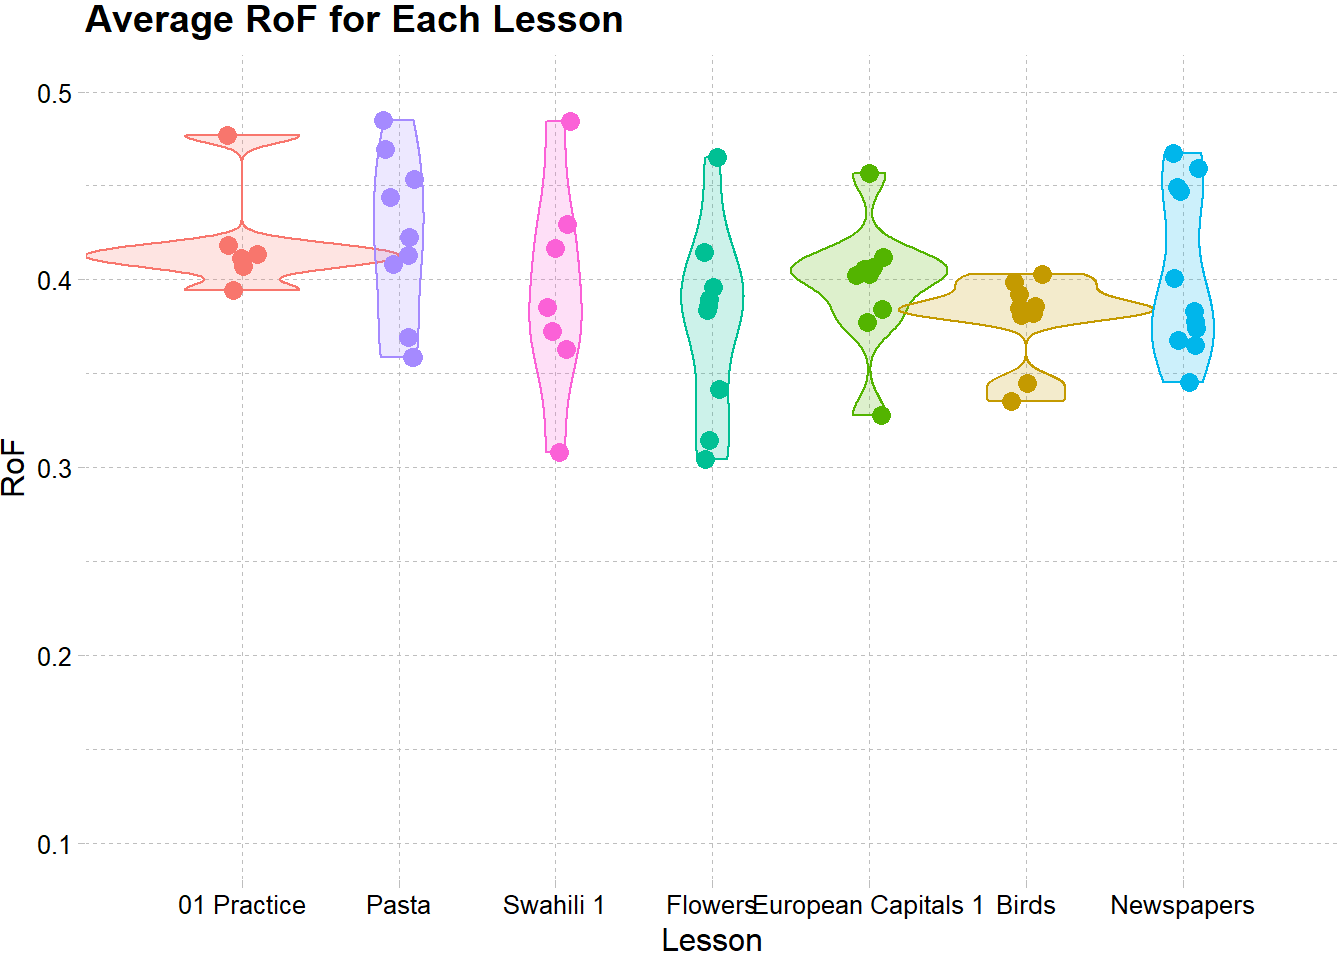 Average RoF for Each Lesson
0.5
0.4
0.3
0.2
0.1
RoF
01 Practice
Pasta
Swahili 1
Flowers
European Capitals 1
Birds
Newspapers
Lesson